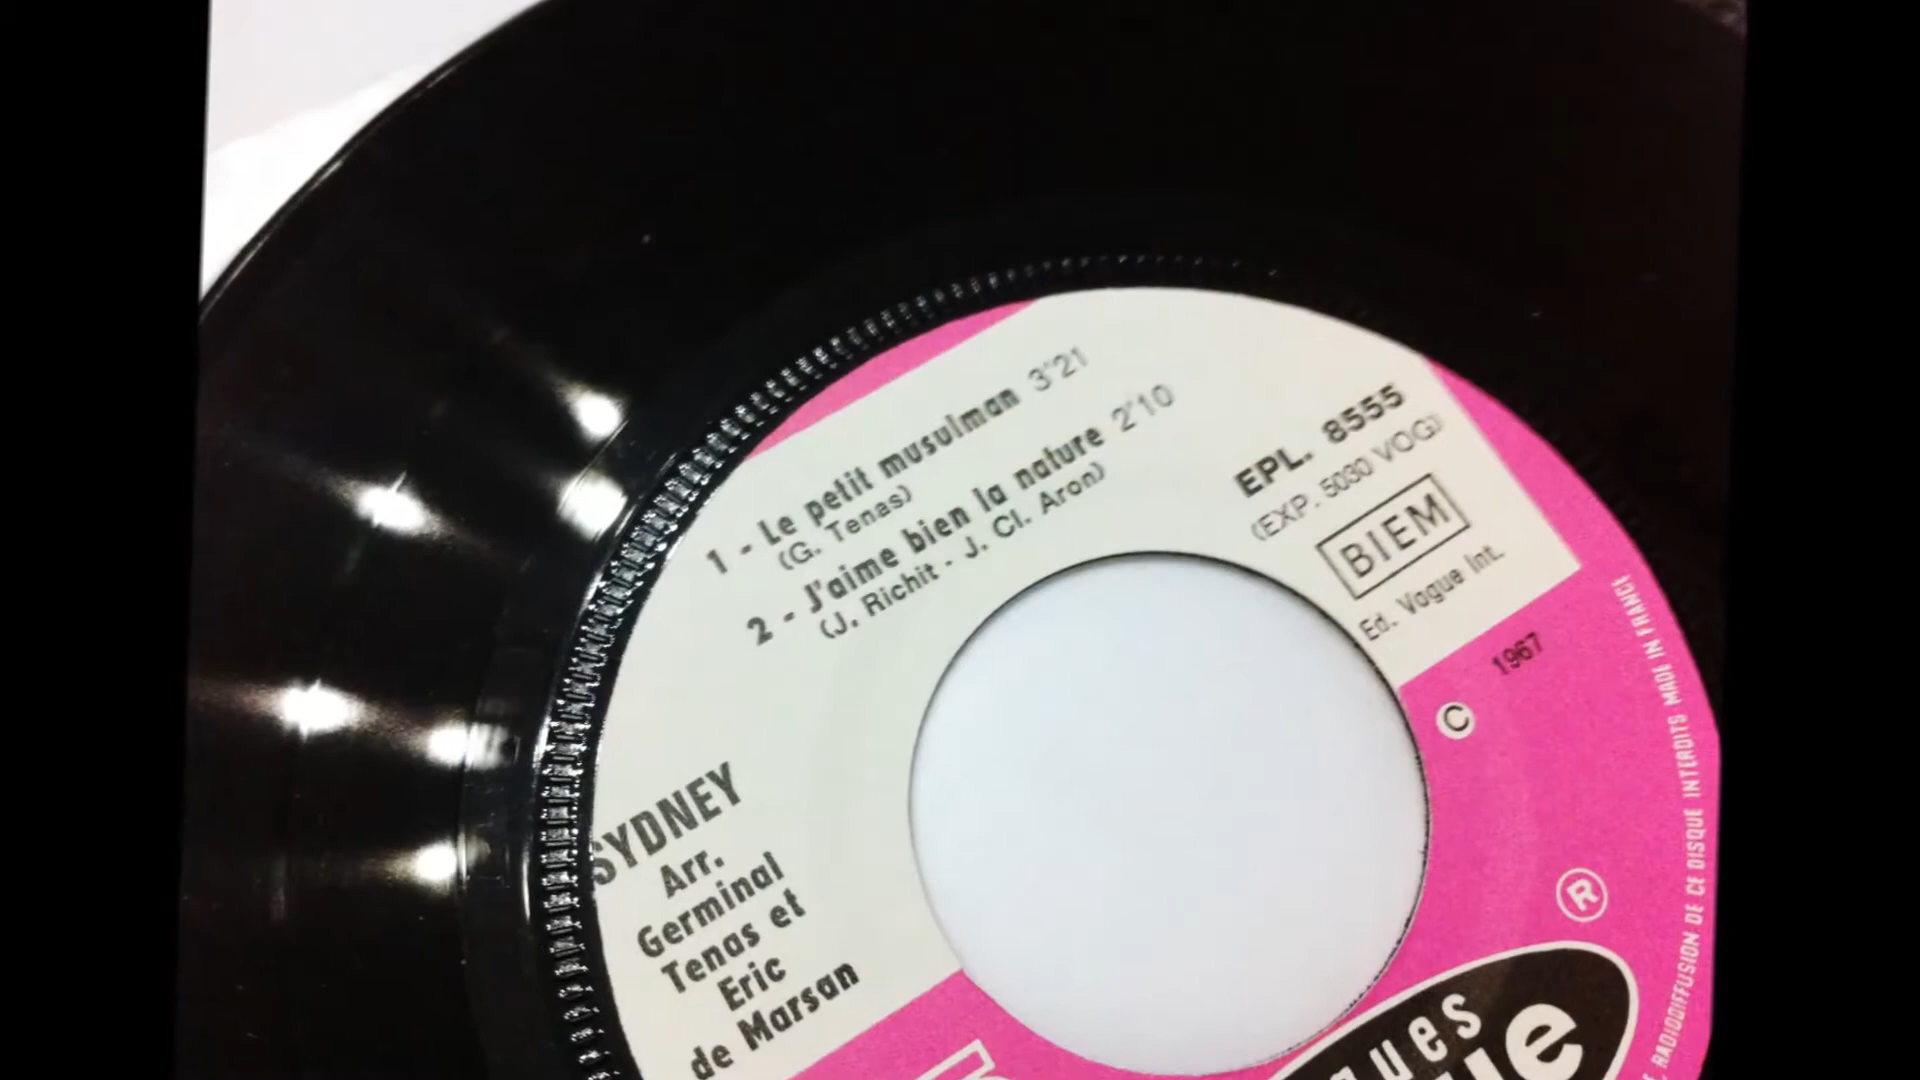 1 - Le petit musulman 3'21
(G. Tenas)
2 - J'aime bien la nature 2'10
(J. Richit - J. Cl. Aron)
EPL. 8555
(EXP. 5030 VOG)
BIEM
Ed. Vogue Int.
1967
©
®
SYDNEY
Arr.
Germinal
Tenas et
Eric
de Marsan
RADIODIFFUSION DE CE DISQUE INTERDITS MADE IN FRANCE